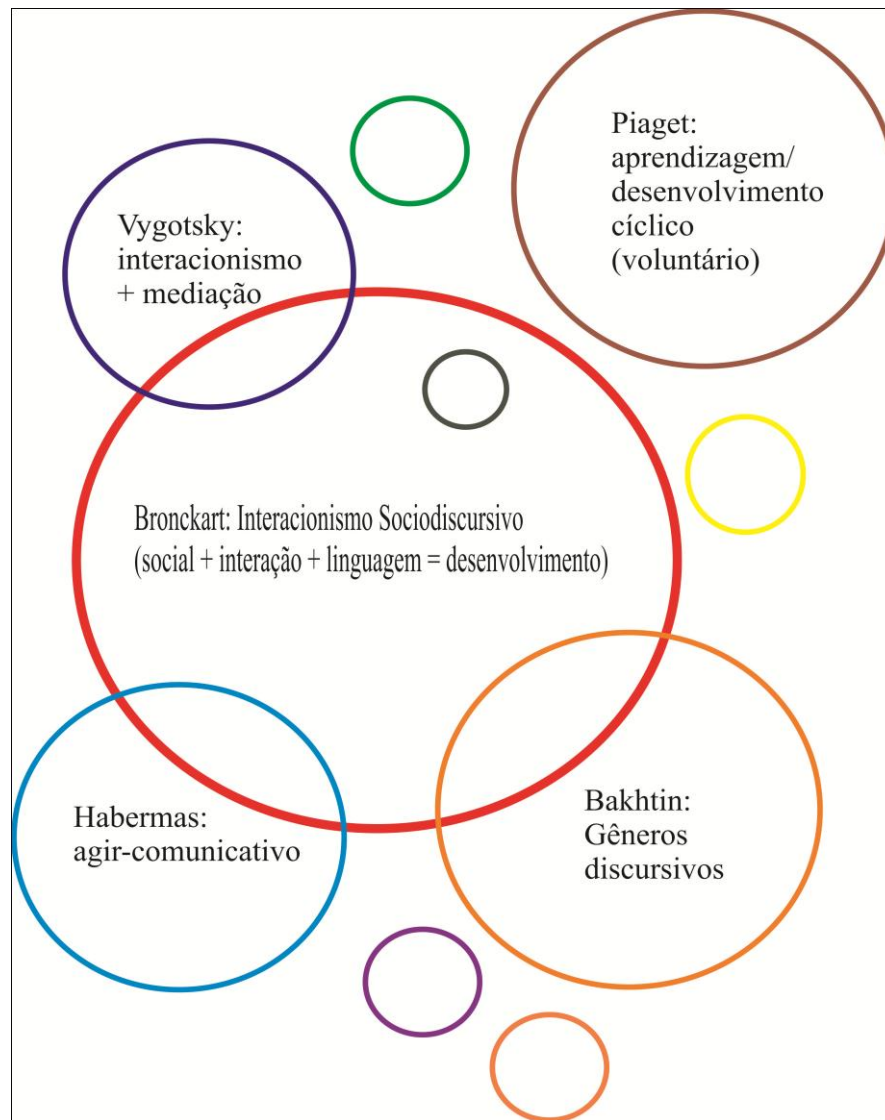 Piaget:
aprendizagem/
desenvolvimento
cíclico
(voluntário)
Vygotsky:
interacionismo
+ mediação
Bronckart: Interacionismo Sociodiscursivo
(social + interação + linguagem = desenvolvimento)
Habermas:
agir-comunicativo
Bakhtin:
Gêneros
discursivos